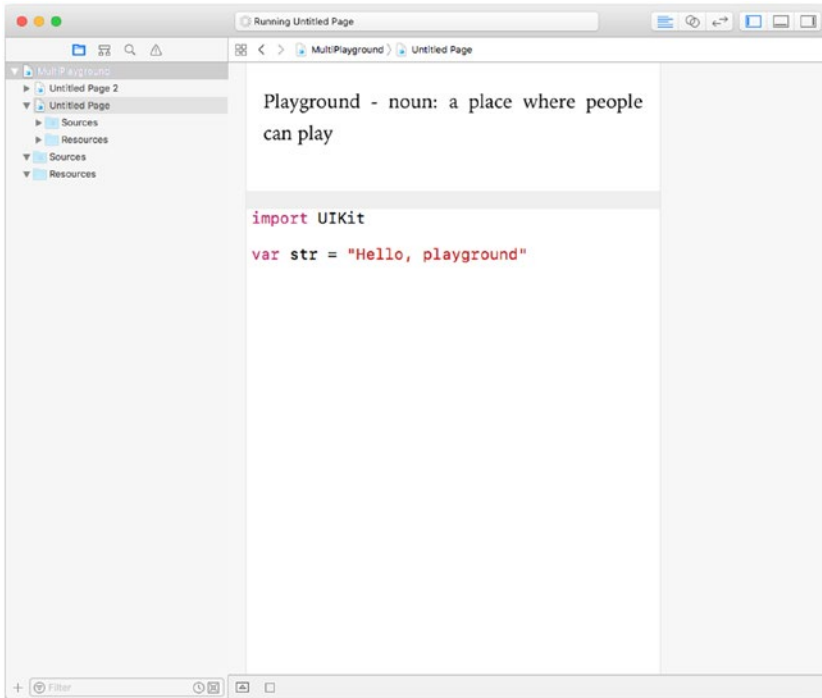 Running Untitled Page
MultiPlayground
Untitled Page
MultiPlayground
Untitled Page 2
Untitled Page
Sources
Resources
Sources
Resources
Playground - noun: a place where people
can play
import UIKit
var str = "Hello, playground"
Filter